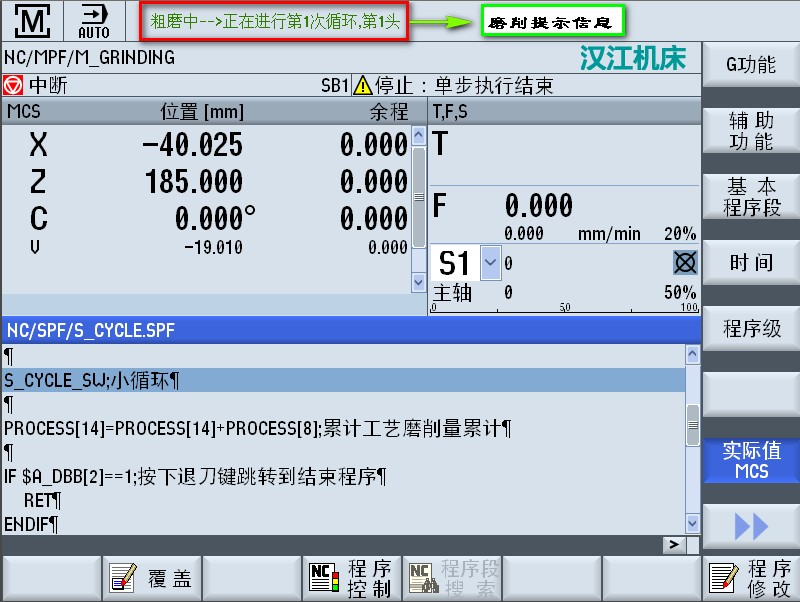 M
AUTO
粗磨中-->正在进行第1次循环,第1头
磨削提示信息
NC/MPF/M_GRINDING
汉江机床
中断
SB1 停止：单步执行结束
MCS 位置 [mm] 余程
T,F,S
X -40.025 0.000
Z 185.000 0.000
C 0.000° 0.000
V -19.010 0.000
T
F 0.000
0.000 mm/min 20%
S1 0
主轴 0 50%
0 50 100
NC/SPF/S_CYCLE.SPF
¶
S_CYCLE_SW;小循环¶
¶
PROCESS[14]=PROCESS[14]+PROCESS[8];累计工艺磨削量累计¶
¶
IF $A_DBB[2]==1;按下退刀键跳转到结束程序¶
RET¶
ENDIF¶
>
G功能
辅助
功能
基本
程序段
时间
程序级
实际值
MCS
覆盖
NC 程序
控制
NC 程序段
搜索
程序
修改